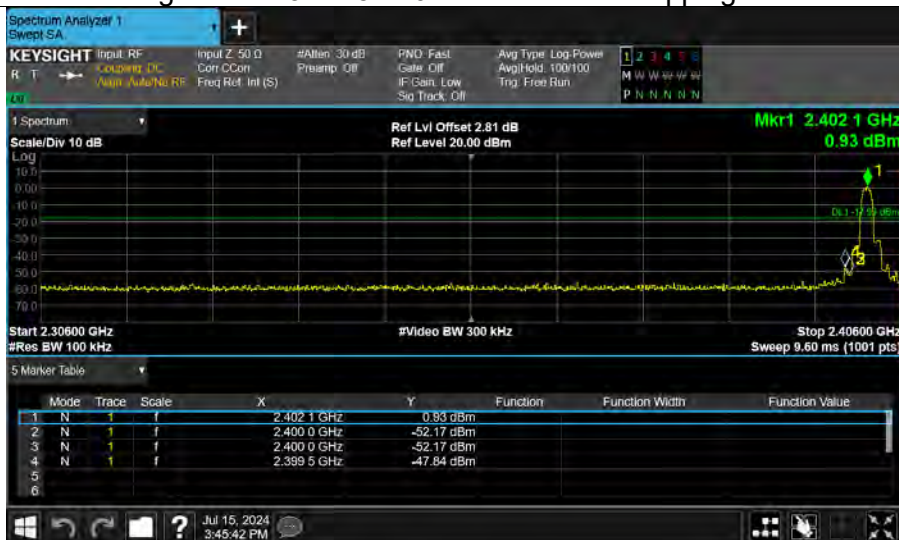 Spectrum Analyzer 1
Swept SA
+
KEYSIGHT Input: RF Input Z: 50 Ω #Atten: 30 dB PNO: Fast Avg Type: Log-Power 1 2 3 4 5 6
R T Coupling: DC Corr CCorr Preamp: Off Gate: Off Avg|Hold: 100/100 M W W W W W
Align: Auto/No RF Freq Ref: Int (S) IF Gain: Low Trig: Free Run
Sig Track: Off P N N N N N
1 Spectrum
Ref Lvl Offset 2.81 dB Mkr1 2.402 1 GHz
Scale/Div 10 dB Ref Level 20.00 dBm 0.93 dBm
Log
10.0
0.00
-10.0
-20.0
-30.0
-40.0
-50.0
-60.0
-70.0
1
3
Start 2.30600 GHz #Video BW 300 kHz Stop 2.40600 GHz
#Res BW 100 kHz Sweep 9.60 ms (1001 pts)
5 Marker Table
Mode Trace Scale X Y Function Function Width Function Value
1 N 1 f 2.402 1 GHz 0.93 dBm
2 N 1 f 2.400 0 GHz -52.17 dBm
3 N 1 f 2.400 0 GHz -52.17 dBm
4 N 1 f 2.399 5 GHz -47.84 dBm
5
6
? Jul 15, 2024
3:45:42 PM